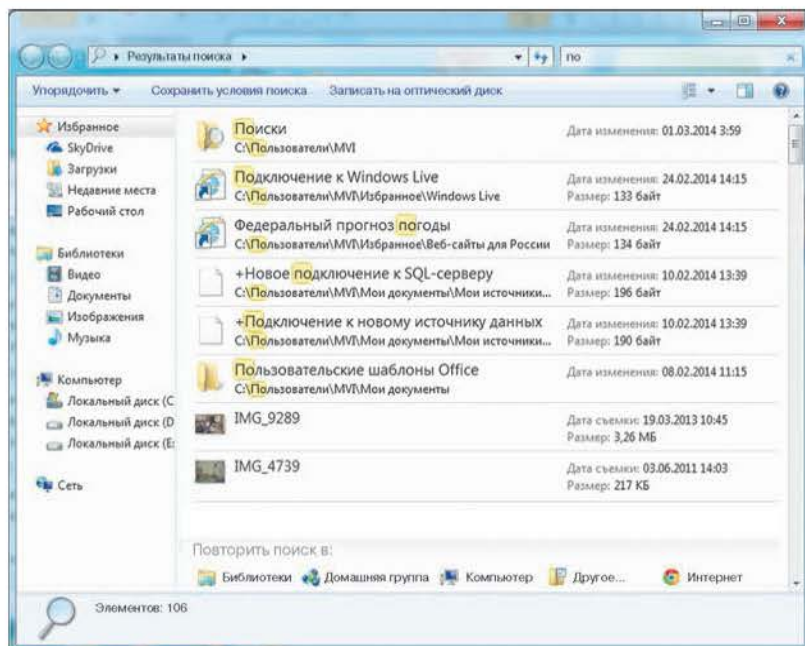 Результаты поиска
по
Упорядочить
Сохранить условия поиска
Записать на оптический диск
Избранное
SkyDrive
Загрузки
Недавние места
Рабочий стол
Библиотеки
Видео
Документы
Изображения
Музыка
Компьютер
Локальный диск (C
Локальный диск (D
Локальный диск (E:
Сеть
Поиски
C:\Пользователи\MVI
Дата изменения: 01.03.2014 3:59
Подключение к Windows Live
C:\Пользователи\MVI\Избранное\Windows Live
Дата изменения: 24.02.2014 14:15
Размер: 133 байт
Федеральный прогноз погоды
C:\Пользователи\MVI\Избранное\Веб-сайты для России
Дата изменения: 24.02.2014 14:15
Размер: 134 байт
+Новое подключение к SQL-серверу
C:\Пользователи\MVI\Мои документы\Мои источники...
Дата изменения: 10.02.2014 13:39
Размер: 196 байт
+Подключение к новому источнику данных
C:\Пользователи\MVI\Мои документы\Мои источники...
Дата изменения: 10.02.2014 13:39
Размер: 190 байт
Пользовательские шаблоны Office
C:\Пользователи\MVI\Мои документы
Дата изменения: 08.02.2014 11:15
IMG_9289
Дата съемки: 19.03.2013 10:45
Размер: 3,26 МБ
IMG_4739
Дата съемки: 03.06.2011 14:03
Размер: 217 КБ
Повторить поиск в:
Библиотеки
Домашняя группа
Компьютер
Другое...
Интернет
Элементов: 106